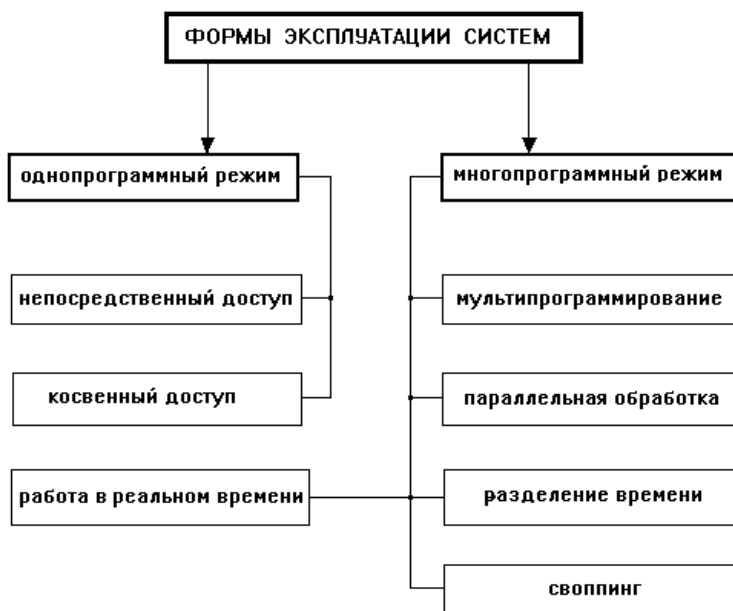 ФОРМЫ ЭКСПЛУАТАЦИИ СИСТЕМ
однопрограммный режим
многопрограммный режим
непосредственный доступ
мультипрограммирование
косвенный доступ
параллельная обработка
работа в реальном времени
разделение времени
своппинг